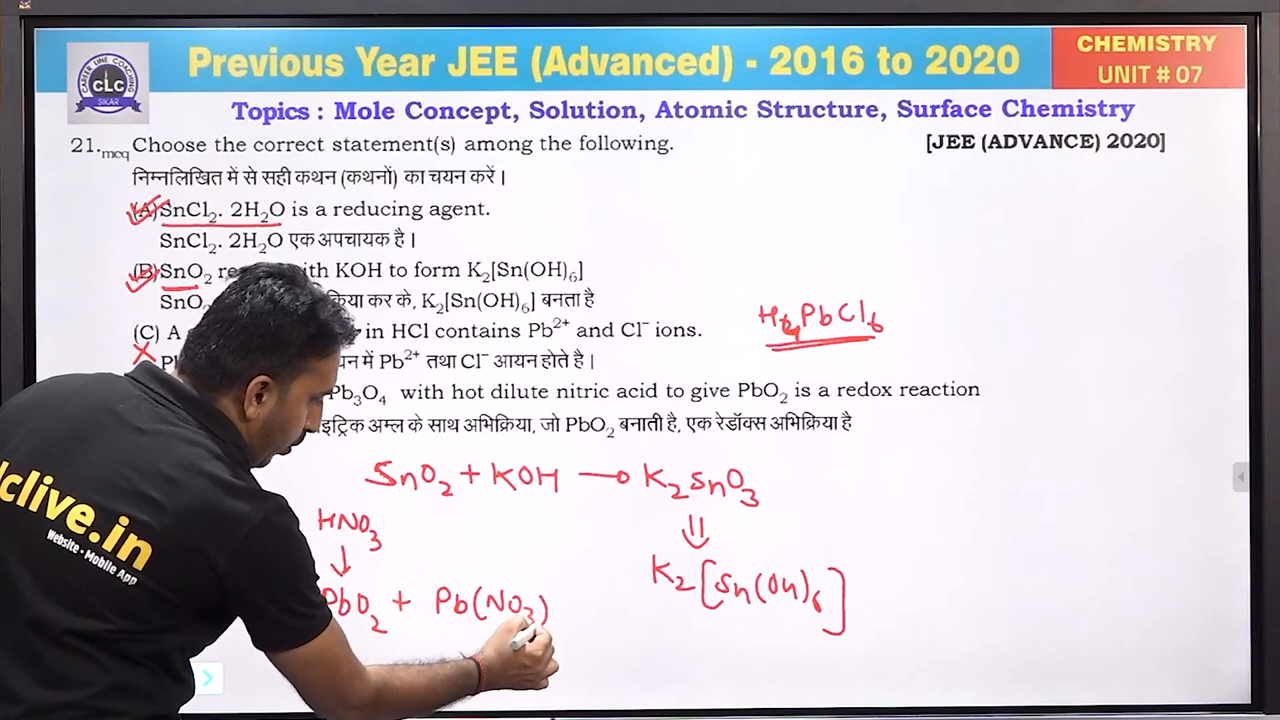 Previous Year JEE (Advanced) - 2016 to 2020
CHEMISTRY
UNIT # 07
CAREER LINE COACHING
CLC
SIKAR
Topics : Mole Concept, Solution, Atomic Structure, Surface Chemistry
21. mcq Choose the correct statement(s) among the following. [JEE (ADVANCE) 2020]
निम्नलिखित में से सही कथन (कथनों) का चयन करें।
(A) SnCl₂. 2H₂O is a reducing agent.
SnCl₂. 2H₂O एक अपचायक है।
(B) SnO₂ with KOH to form K₂[Sn(OH)₆]
SnO कर के, K₂[Sn(OH)₆] बनता है
(C) A in HCl contains Pb²⁺ and Cl⁻ ions.
में Pb²⁺ तथा Cl⁻ आयन होते है।
H₂PbCl₆
Pb₃O₄ with hot dilute nitric acid to give PbO₂ is a redox reaction
अम्ल के साथ अभिक्रिया, जो PbO₂ बनाती है, एक रेडॉक्स अभिक्रिया है
SnO₂ + KOH → K₂SnO₃
HNO₃
↓
⇓
K₂[Sn(OH)₆]
PbO₂ + Pb(NO₃)
clive.in
Website • Mobile App